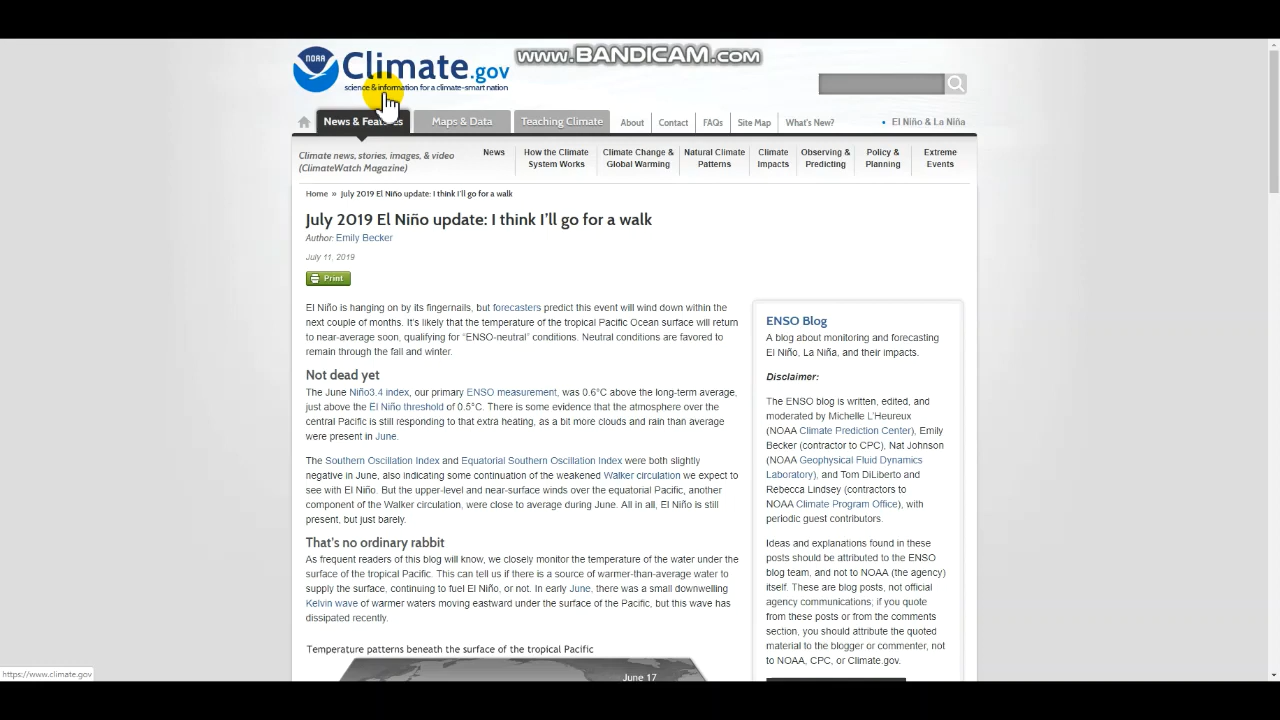 www.BANDICAM.com
NOAA
Climate.gov
science & information for a climate-smart nation
News & Features
Maps & Data
Teaching Climate
About
Contact
FAQs
Site Map
What's New?
El Niño & La Niña
Climate news, stories, images, & video
(ClimateWatch Magazine)
News
How the Climate
System Works
Climate Change &
Global Warming
Natural Climate
Patterns
Climate
Impacts
Observing &
Predicting
Policy &
Planning
Extreme
Events
Home » July 2019 El Niño update: I think I'll go for a walk
July 2019 El Niño update: I think I'll go for a walk
Author: Emily Becker
July 11, 2019
Print
El Niño is hanging on by its fingernails, but forecasters predict this event will wind down within the
next couple of months. It's likely that the temperature of the tropical Pacific Ocean surface will return
to near-average soon, qualifying for “ENSO-neutral” conditions. Neutral conditions are favored to
remain through the fall and winter.
Not dead yet
The June Niño3.4 index, our primary ENSO measurement, was 0.6°C above the long-term average,
just above the El Niño threshold of 0.5°C. There is some evidence that the atmosphere over the
central Pacific is still responding to that extra heating, as a bit more clouds and rain than average
were present in June.
The Southern Oscillation Index and Equatorial Southern Oscillation Index were both slightly
negative in June, also indicating some continuation of the weakened Walker circulation we expect to
see with El Niño. But the upper-level and near-surface winds over the equatorial Pacific, another
component of the Walker circulation, were close to average during June. All in all, El Niño is still
present, but just barely.
That's no ordinary rabbit
As frequent readers of this blog will know, we closely monitor the temperature of the water under the
surface of the tropical Pacific. This can tell us if there is a source of warmer-than-average water to
supply the surface, continuing to fuel El Niño, or not. In early June, there was a small downwelling
Kelvin wave of warmer waters moving eastward under the surface of the Pacific, but this wave has
dissipated recently.
Temperature patterns beneath the surface of the tropical Pacific
June 17
ENSO Blog
A blog about monitoring and forecasting
El Niño, La Niña, and their impacts.
Disclaimer:
The ENSO blog is written, edited, and
moderated by Michelle L'Heureux
(NOAA Climate Prediction Center), Emily
Becker (contractor to CPC), Nat Johnson
(NOAA Geophysical Fluid Dynamics
Laboratory), and Tom DiLiberto and
Rebecca Lindsey (contractors to
NOAA Climate Program Office), with
periodic guest contributors.
Ideas and explanations found in these
posts should be attributed to the ENSO
blog team, and not to NOAA (the agency)
itself. These are blog posts, not official
agency communications; if you quote
from these posts or from the comments
section, you should attribute the quoted
material to the blogger or commenter, not
to NOAA, CPC, or Climate.gov.
https://www.climate.gov